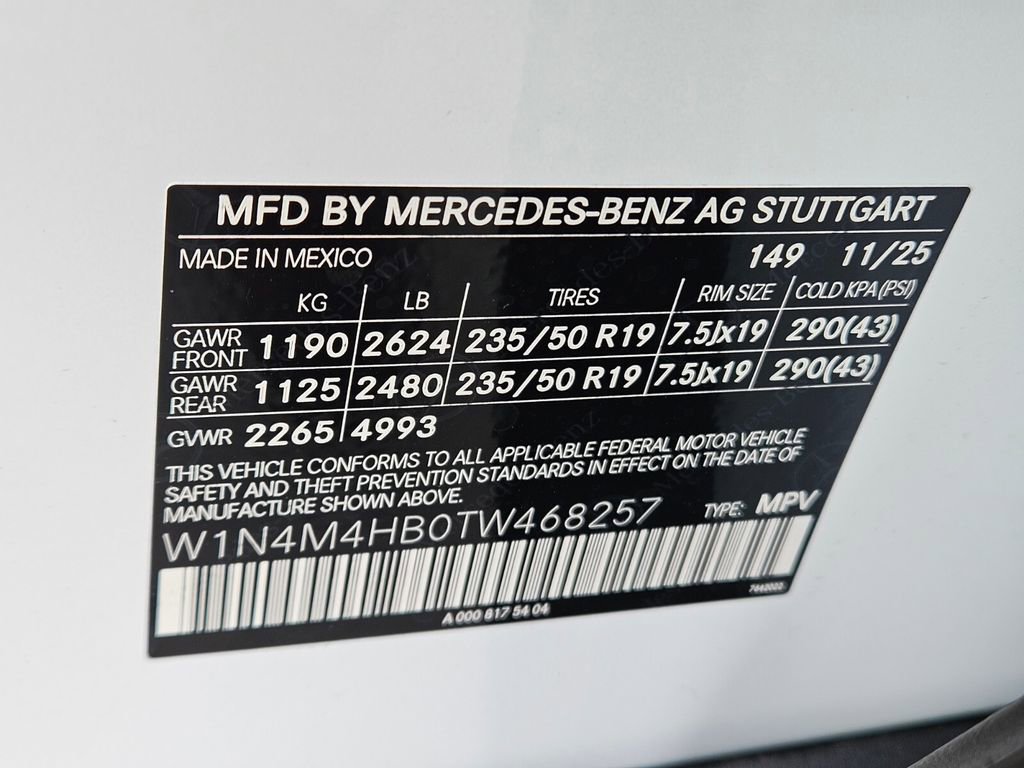 MFD BY MERCEDES-BENZ AG STUTTGART
MADE IN MEXICO 149 11/25
KG LB TIRES RIM SIZE COLD KPA (PSI)
GAWR FRONT 1190 2624 235/50 R19 7.5Jx19 290(43)
GAWR REAR 1125 2480 235/50 R19 7.5Jx19 290(43)
GVWR 2265 4993
THIS VEHICLE CONFORMS TO ALL APPLICABLE FEDERAL MOTOR VEHICLE
SAFETY AND THEFT PREVENTION STANDARDS IN EFFECT ON THE DATE OF
MANUFACTURE SHOWN ABOVE.
W1N4M4HB0TW468257 TYPE: MPV
A 000 817 54 04